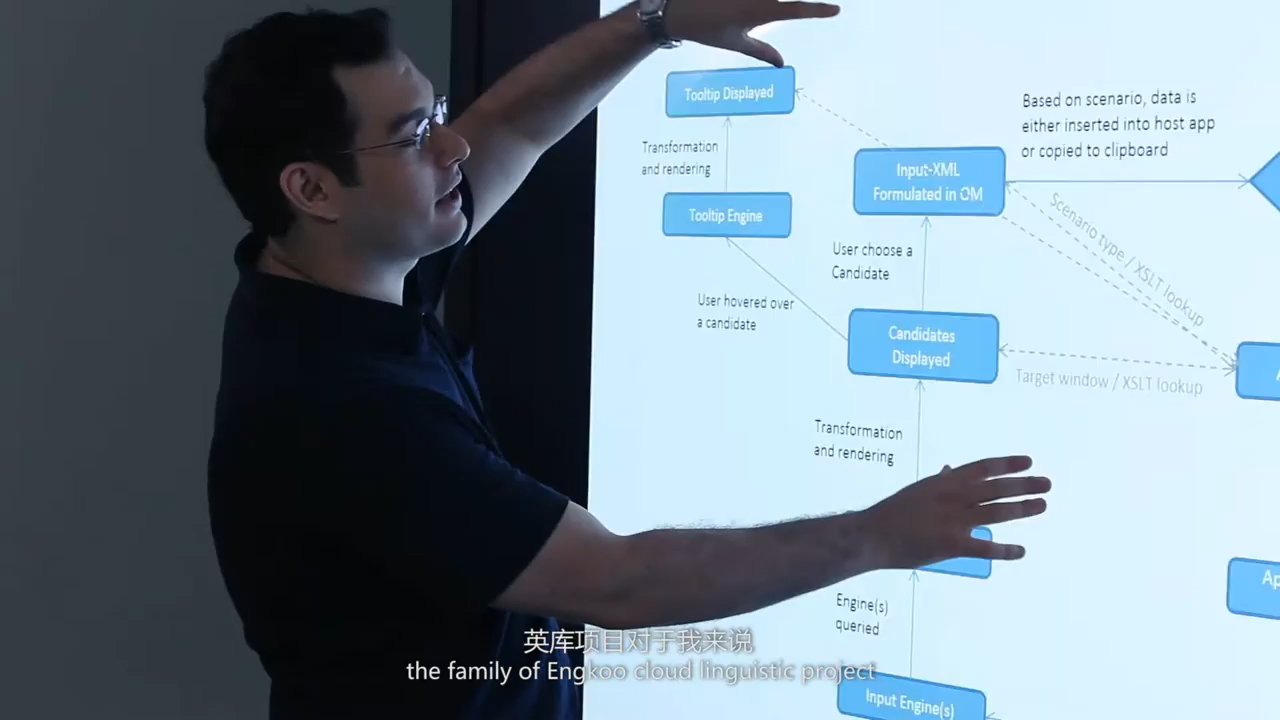 Tooltip Displayed
Transformation
and rendering
Tooltip Engine
User hovered over
a candidate
Input-XML
Formulated in OM
User choose a
Candidate
Candidates
Displayed
Transformation
and rendering
Engine(s)
queried
Input Engine(s)
Based on scenario, data is
either inserted into host app
or copied to clipboard
Scenario type / XSLT lookup
Target window / XSLT lookup
英库项目对于我来说
the family of Engkoo cloud linguistic project